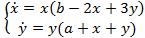 ẋ = x(b − 2x + 3y)
ẏ = y(a + x + y)